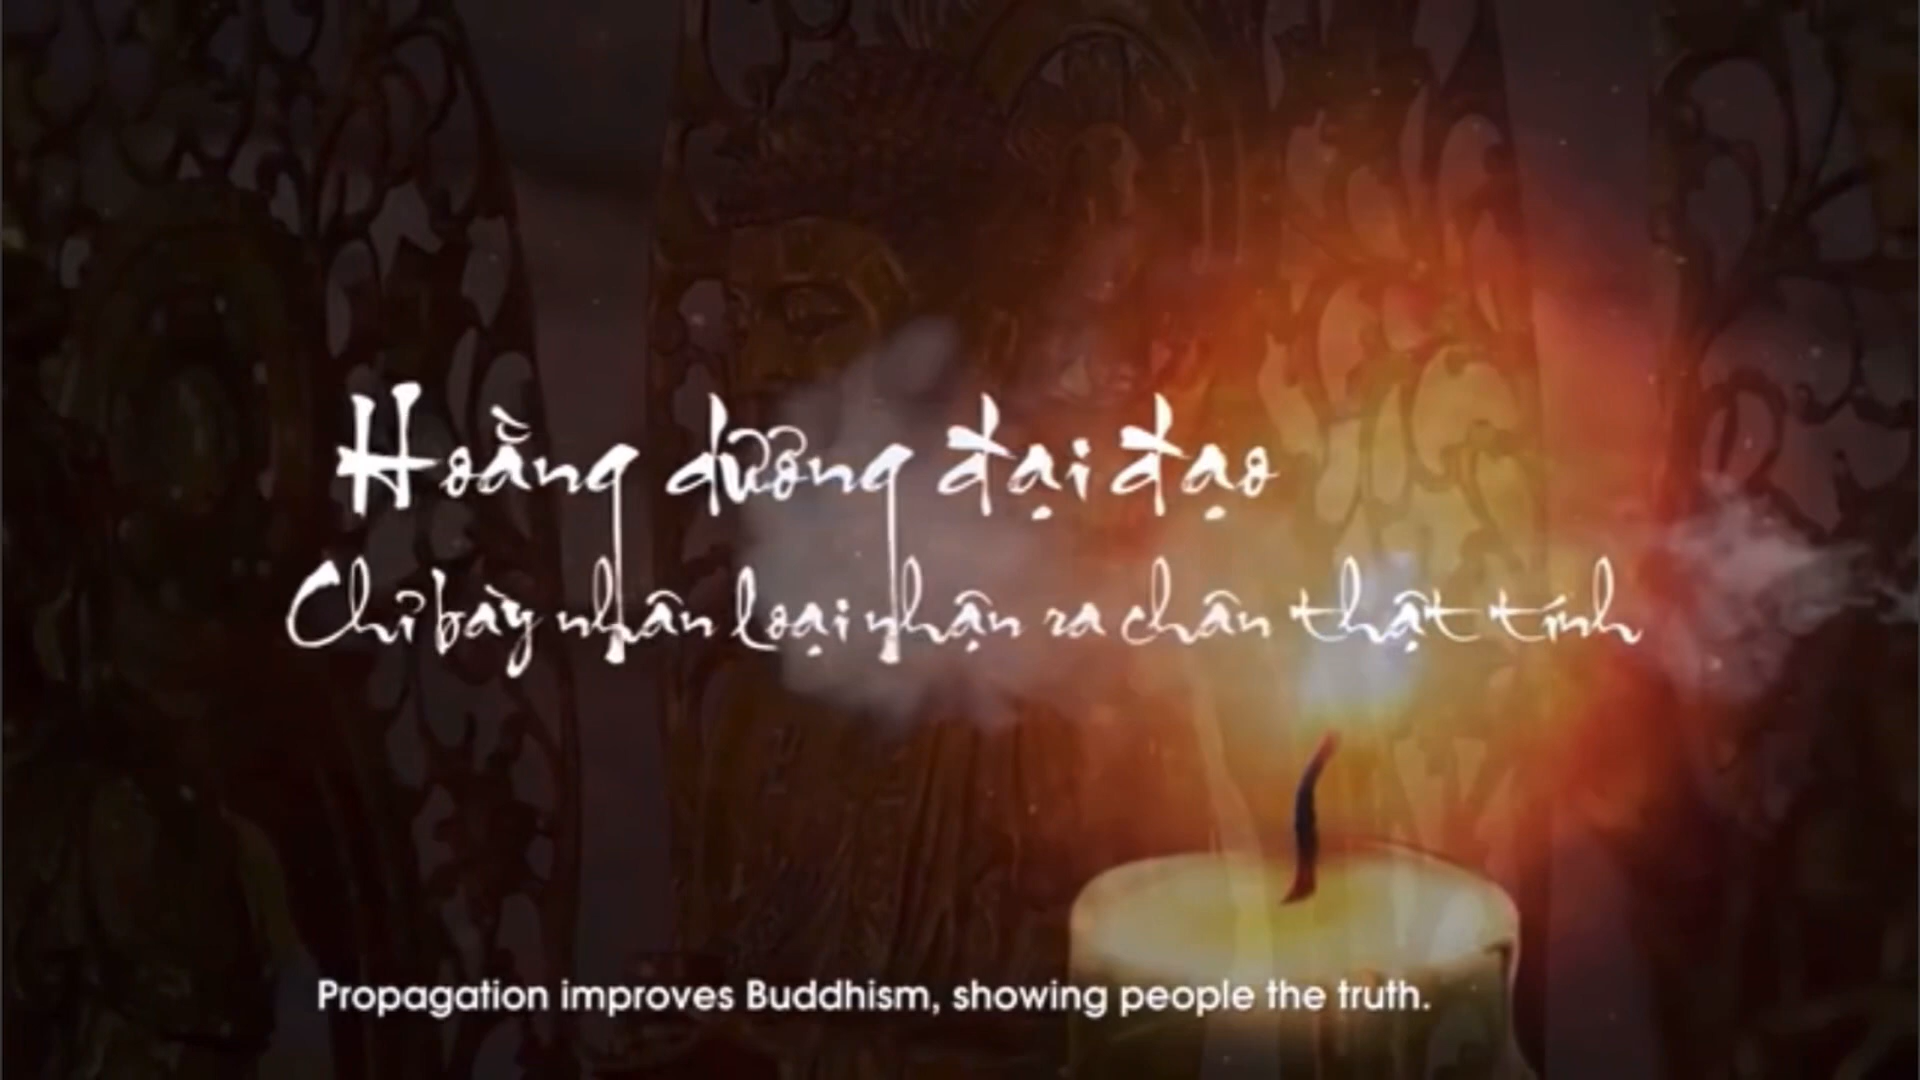 Hoằng dương đại đạo
Chỉ bày nhân loại nhận ra chân thật tính
Propagation improves Buddhism, showing people the truth.